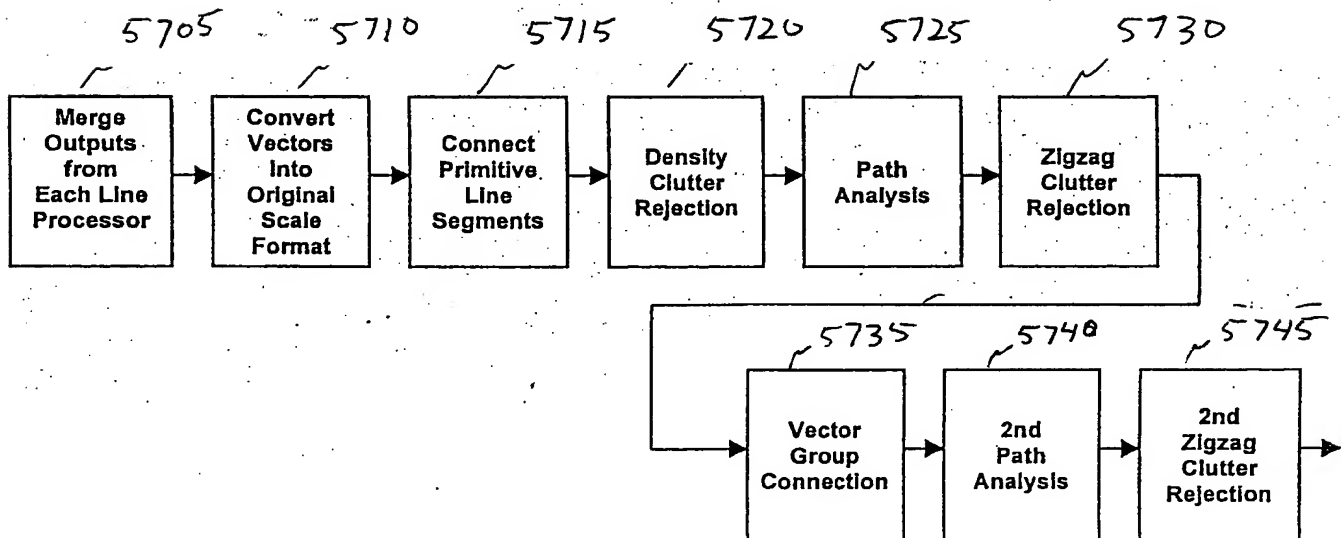 5705 5710 5715 5720 5725 5730
Merge
Outputs
from
Each Line
Processor
Convert
Vectors
Into
Original
Scale
Format
Connect
Primitive
Line
Segments
Density
Clutter
Rejection
Path
Analysis
Zigzag
Clutter
Rejection
5735 5740 5745
Vector
Group
Connection
2nd
Path
Analysis
2nd
Zigzag
Clutter
Rejection